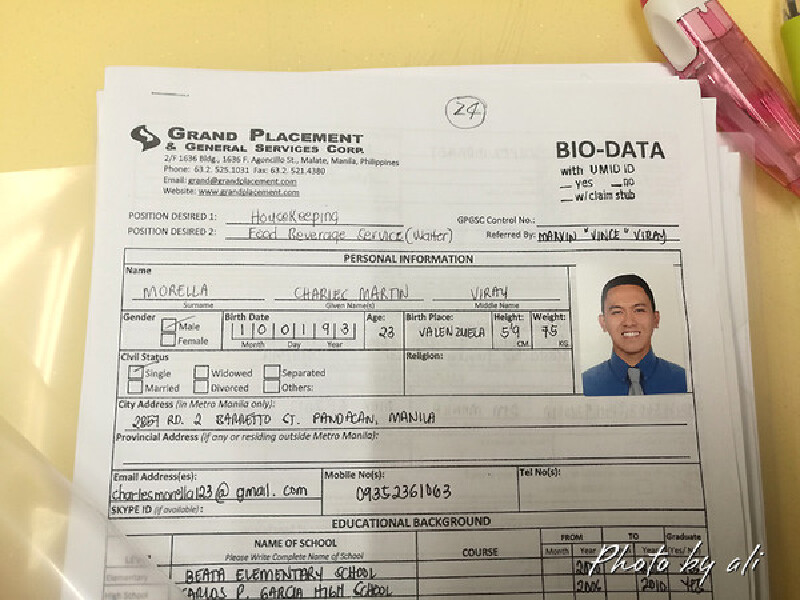 24
GRAND PLACEMENT
& GENERAL SERVICES CORP.
2/F 1636 Bldg., 1636 F. Agoncillo St., Malate, Manila, Philippines
Phone: 63.2. 525.1031 Fax: 63.2. 521.4380
Email: grand@grandplacement.com
Website: www.grandplacement.com
BIO-DATA
with UMID ID
__ yes __ no
__ w/claim stub
POSITION DESIRED 1: Housekeeping
GPGSC Control No.:
POSITION DESIRED 2: Food Beverage Service (Waiter)
Referred By: MARVIN "VINCE" VIRAY
PERSONAL INFORMATION
Name
MORELLA CHARLES MARTIN VIRAY
Surname Given Name(s) Middle Name
Gender Male Female
Birth Date 1 0 0 1 9 3
Month Day Year
Age: 23
Birth Place: VALENZUELA
Height: 5'9 CM.
Weight: 75 KG.
Civil Status
Single Widowed Separated
Married Divorced Others:
Religion:
City Address (in Metro Manila only):
2857 RD. 2 BARRETTO CT. PANDACAN, MANILA
Provincial Address (if any or residing outside Metro Manila):
Email Address(es):
charlesmorella123@gmail.com
Mobile No(s):
09352361063
Tel No(s):
SKYPE ID (if available):
EDUCATIONAL BACKGROUND
NAME OF SCHOOL
Please Write Complete Name of School
COURSE
FROM TO Graduate
Month Year Year
Elementary BEATA ELEMENTARY SCHOOL
High School CARLOS P. GARCIA HIGH SCHOOL 2006 2010 YES
Photo by ali